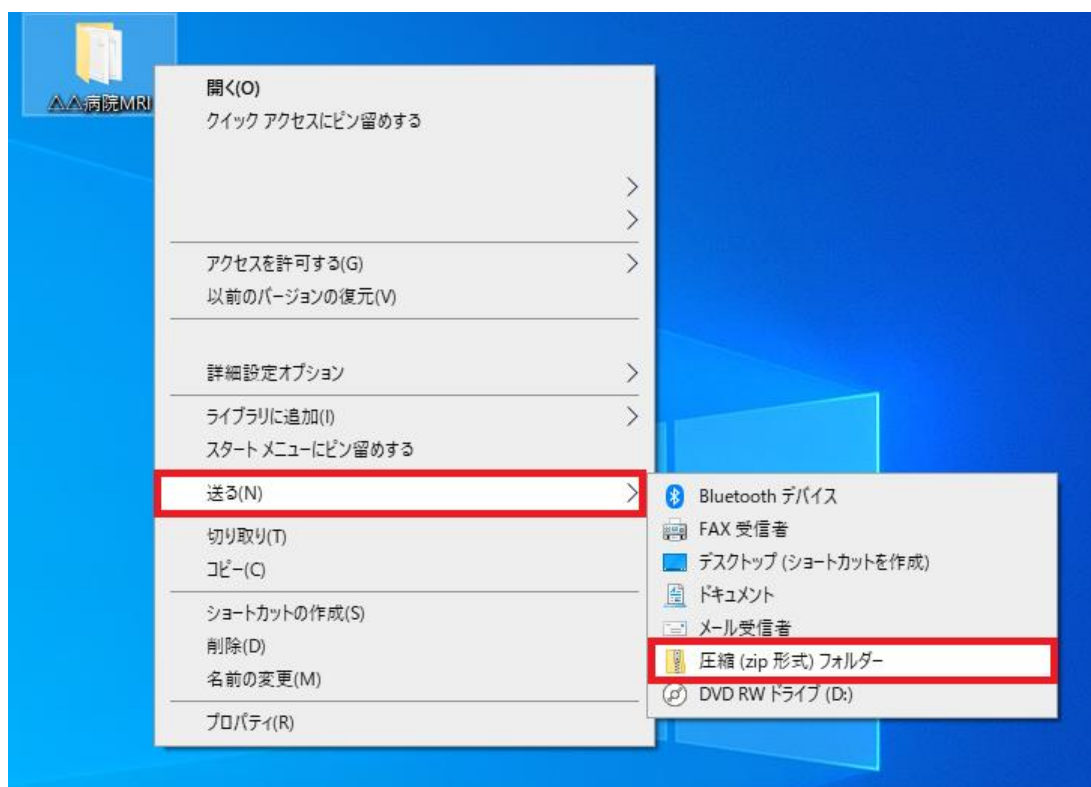 △△病院MRI
開く(O)
クイック アクセスにピン留めする
アクセスを許可する(G)
以前のバージョンの復元(V)
詳細設定オプション
ライブラリに追加(I)
スタート メニューにピン留めする
送る(N)
切り取り(T)
コピー(C)
ショートカットの作成(S)
削除(D)
名前の変更(M)
プロパティ(R)
Bluetooth デバイス
FAX 受信者
デスクトップ (ショートカットを作成)
ドキュメント
メール受信者
圧縮 (zip 形式) フォルダー
DVD RW ドライブ (D:)